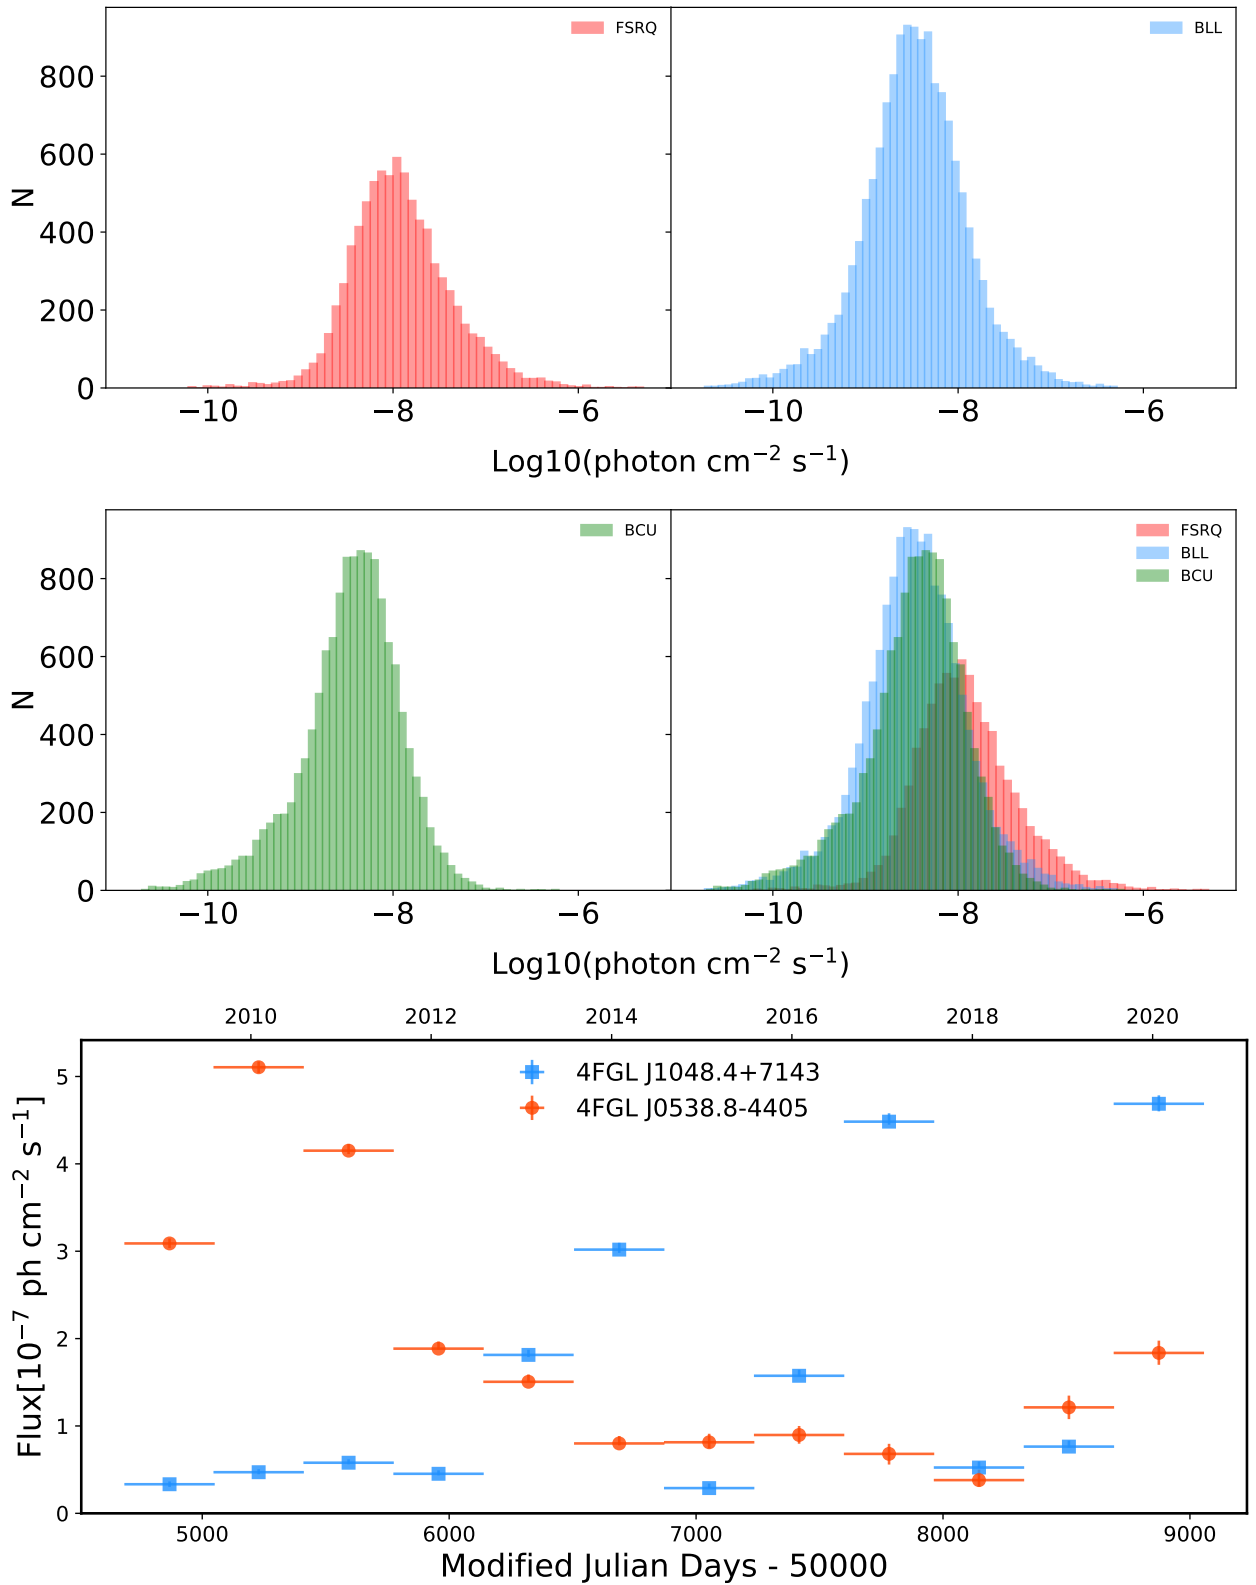 FSRQ
BLL
800
600
400
200
0
N
−10 −8 −6 −10 −8 −6
Log10(photon cm⁻² s⁻¹)
BCU
FSRQ
BLL
BCU
800
600
400
200
0
N
−10 −8 −6 −10 −8 −6
Log10(photon cm⁻² s⁻¹)
2010 2012 2014 2016 2018 2020
4FGL J1048.4+7143
4FGL J0538.8-4405
5
4
3
2
1
0
Flux[10⁻⁷ ph cm⁻² s⁻¹]
5000 6000 7000 8000 9000
Modified Julian Days - 50000